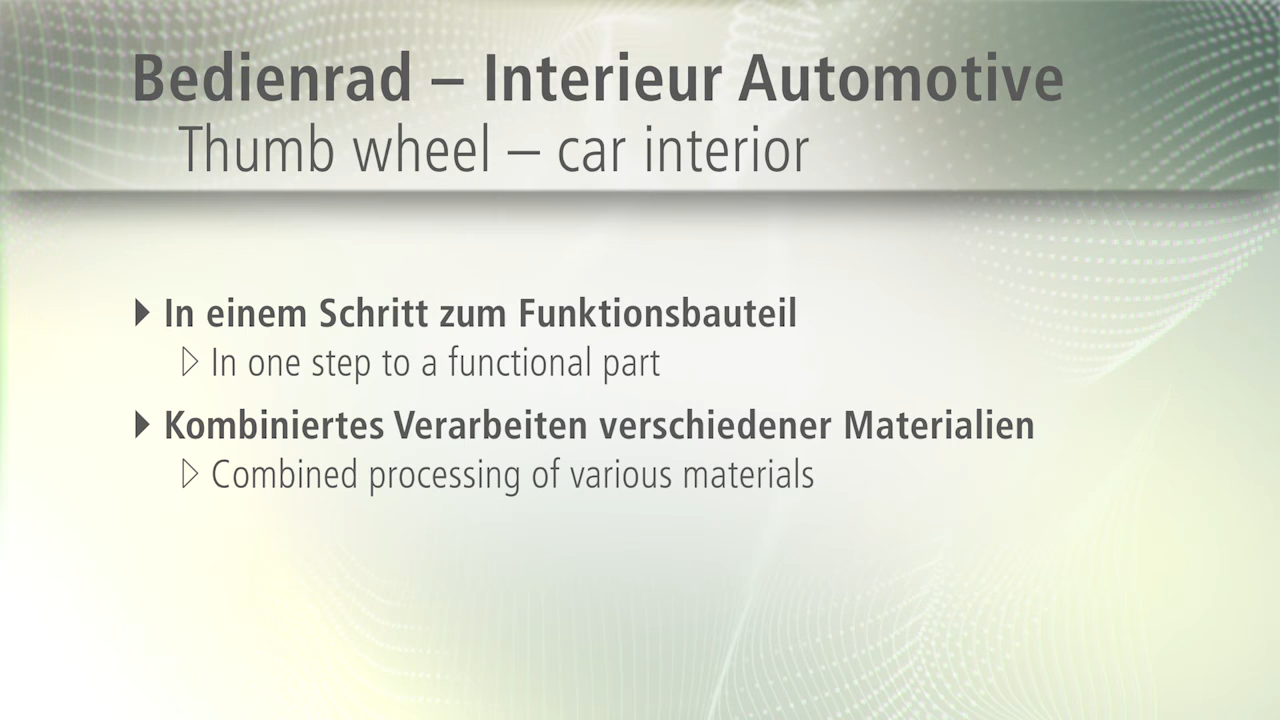 Bedienrad – Interieur Automotive
Thumb wheel – car interior
In einem Schritt zum Funktionsbauteil
In one step to a functional part
Kombiniertes Verarbeiten verschiedener Materialien
Combined processing of various materials